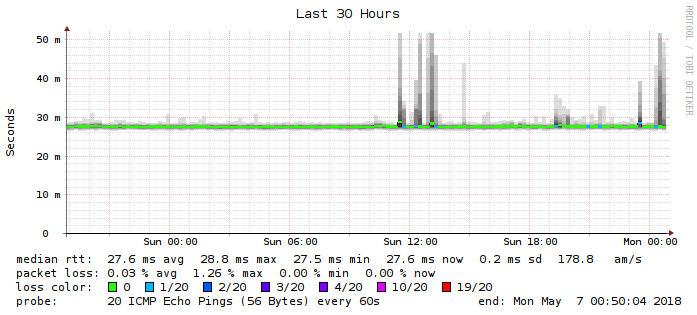 Last 30 Hours
RRDTOOL / TOBI OETIKER
Seconds
50 m
40 m
30 m
20 m
10 m
0
Sun 00:00 Sun 06:00 Sun 12:00 Sun 18:00 Mon 00:00
median rtt: 27.6 ms avg 28.8 ms max 27.5 ms min 27.6 ms now 0.2 ms sd 178.8 am/s
packet loss: 0.03 % avg 1.26 % max 0.00 % min 0.00 % now
loss color: 0 1/20 2/20 3/20 4/20 10/20 19/20
probe: 20 ICMP Echo Pings (56 Bytes) every 60s end: Mon May 7 00:50:04 2018